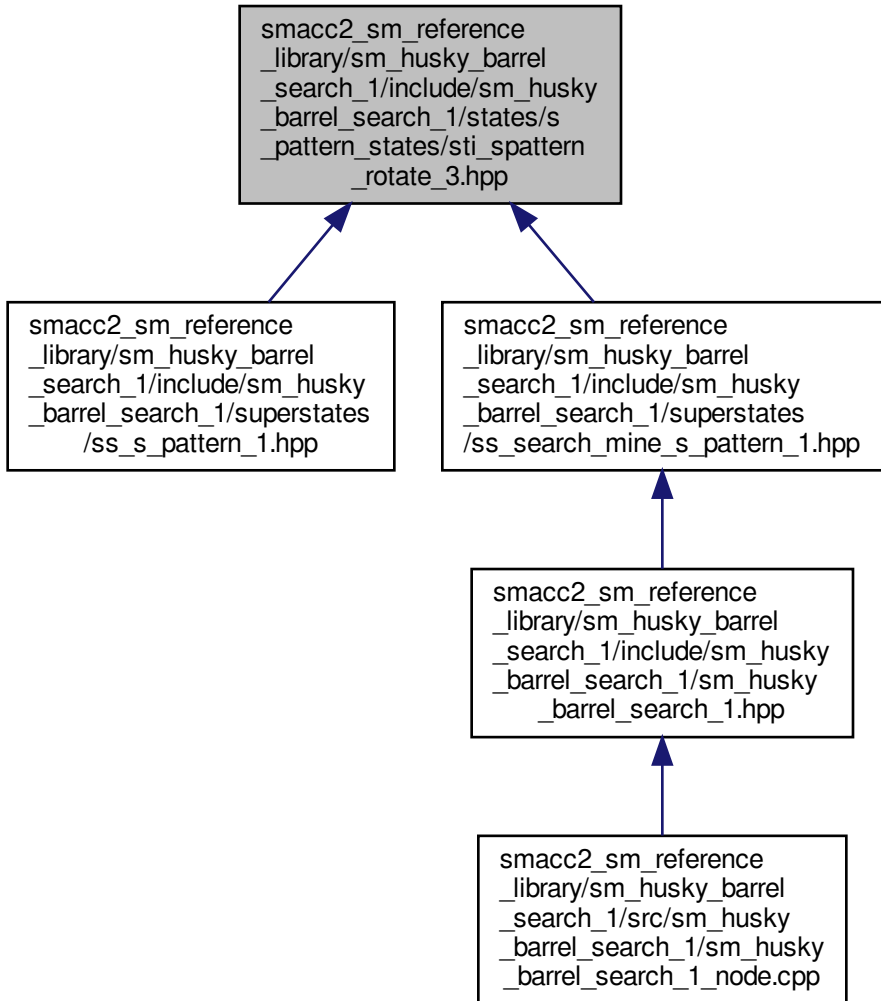 smacc2_sm_reference
_library/sm_husky_barrel
_search_1/include/sm_husky
_barrel_search_1/states/s
_pattern_states/sti_spattern
_rotate_3.hpp
smacc2_sm_reference
_library/sm_husky_barrel
_search_1/include/sm_husky
_barrel_search_1/superstates
/ss_s_pattern_1.hpp
smacc2_sm_reference
_library/sm_husky_barrel
_search_1/include/sm_husky
_barrel_search_1/superstates
/ss_search_mine_s_pattern_1.hpp
smacc2_sm_reference
_library/sm_husky_barrel
_search_1/include/sm_husky
_barrel_search_1/sm_husky
_barrel_search_1.hpp
smacc2_sm_reference
_library/sm_husky_barrel
_search_1/src/sm_husky
_barrel_search_1/sm_husky
_barrel_search_1_node.cpp